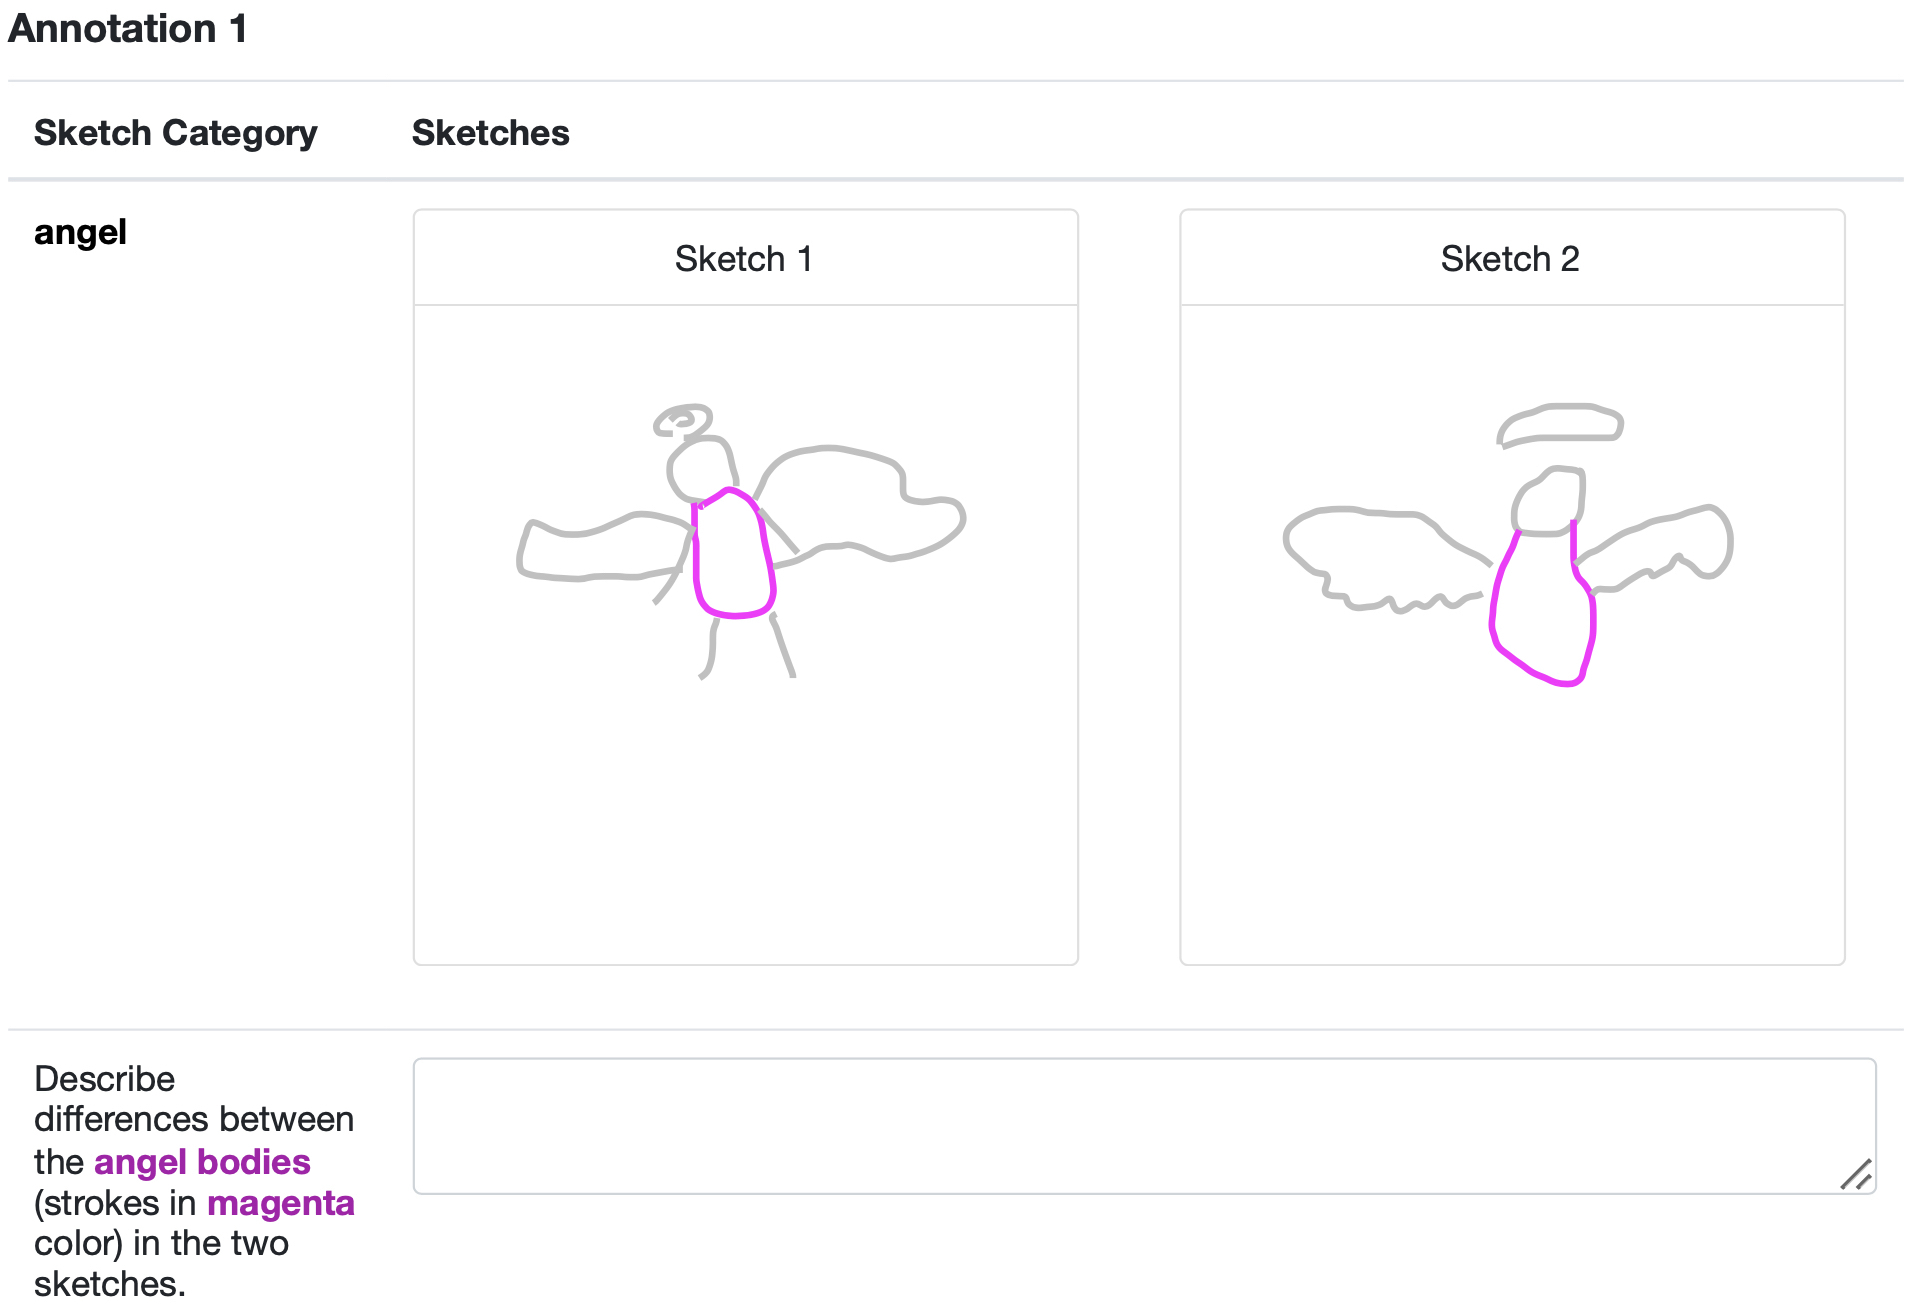 Annotation 1
Sketch Category Sketches
angel
Sketch 1 Sketch 2
Describe
differences between
the angel bodies
(strokes in magenta
color) in the two
sketches.